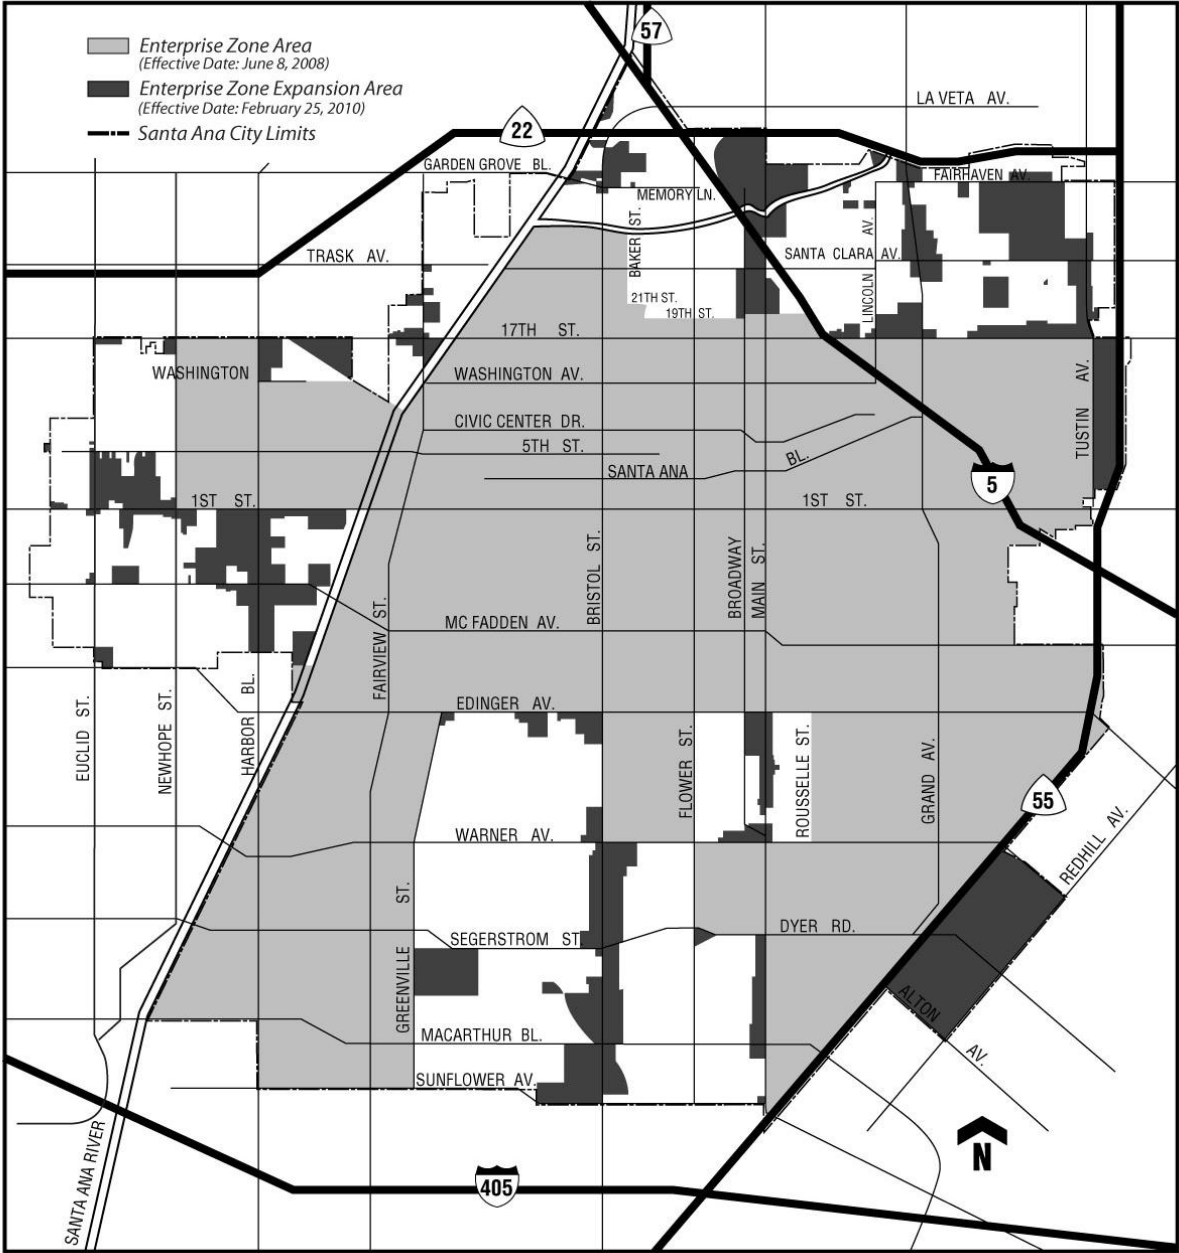 57
Enterprise Zone Area
(Effective Date: June 8, 2008)
Enterprise Zone Expansion Area
(Effective Date: February 25, 2010)
Santa Ana City Limits
LA VETA AV.
22
GARDEN GROVE BL.
FAIRHAVEN AV.
MEMORY LN.
BAKER ST.
LINCOLN AV.
TRASK AV.
SANTA CLARA AV.
21TH ST.
19TH ST.
17TH ST.
WASHINGTON
WASHINGTON AV.
TUSTIN AV.
CIVIC CENTER DR.
5TH ST.
SANTA ANA BL.
5
1ST ST.
1ST ST.
BRISTOL ST.
BROADWAY
MAIN ST.
FAIRVIEW ST.
MC FADDEN AV.
EDINGER AV.
EUCLID ST.
NEWHOPE ST.
HARBOR BL.
FLOWER ST.
ROUSSELLE ST.
GRAND AV.
55
REDHILL AV.
WARNER AV.
GREENVILLE ST.
SEGERSTROM ST.
DYER RD.
ALTON AV.
MACARTHUR BL.
SUNFLOWER AV.
SANTA ANA RIVER
N
405